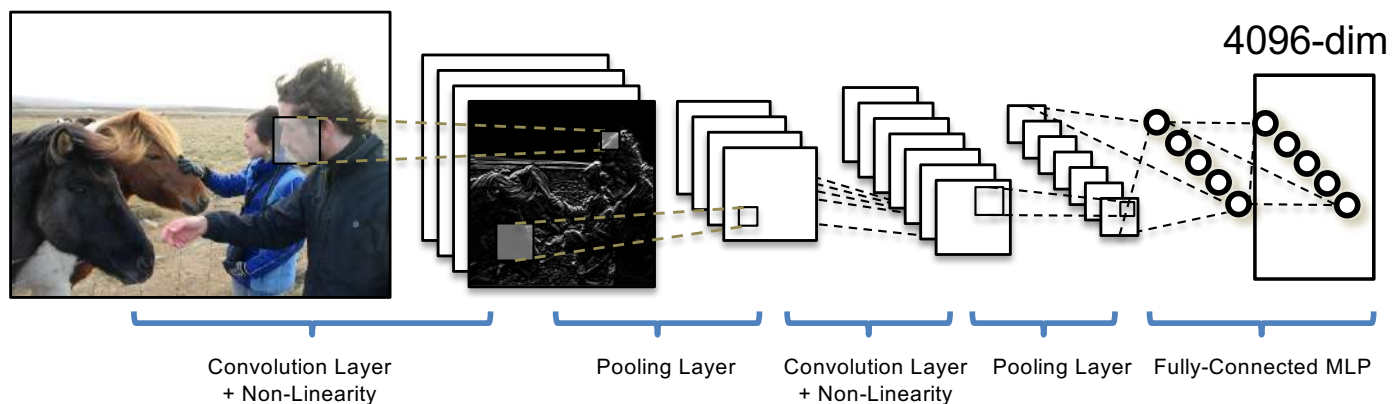 4096-dim
Convolution Layer
+ Non-Linearity
Pooling Layer
Convolution Layer
+ Non-Linearity
Pooling Layer
Fully-Connected MLP